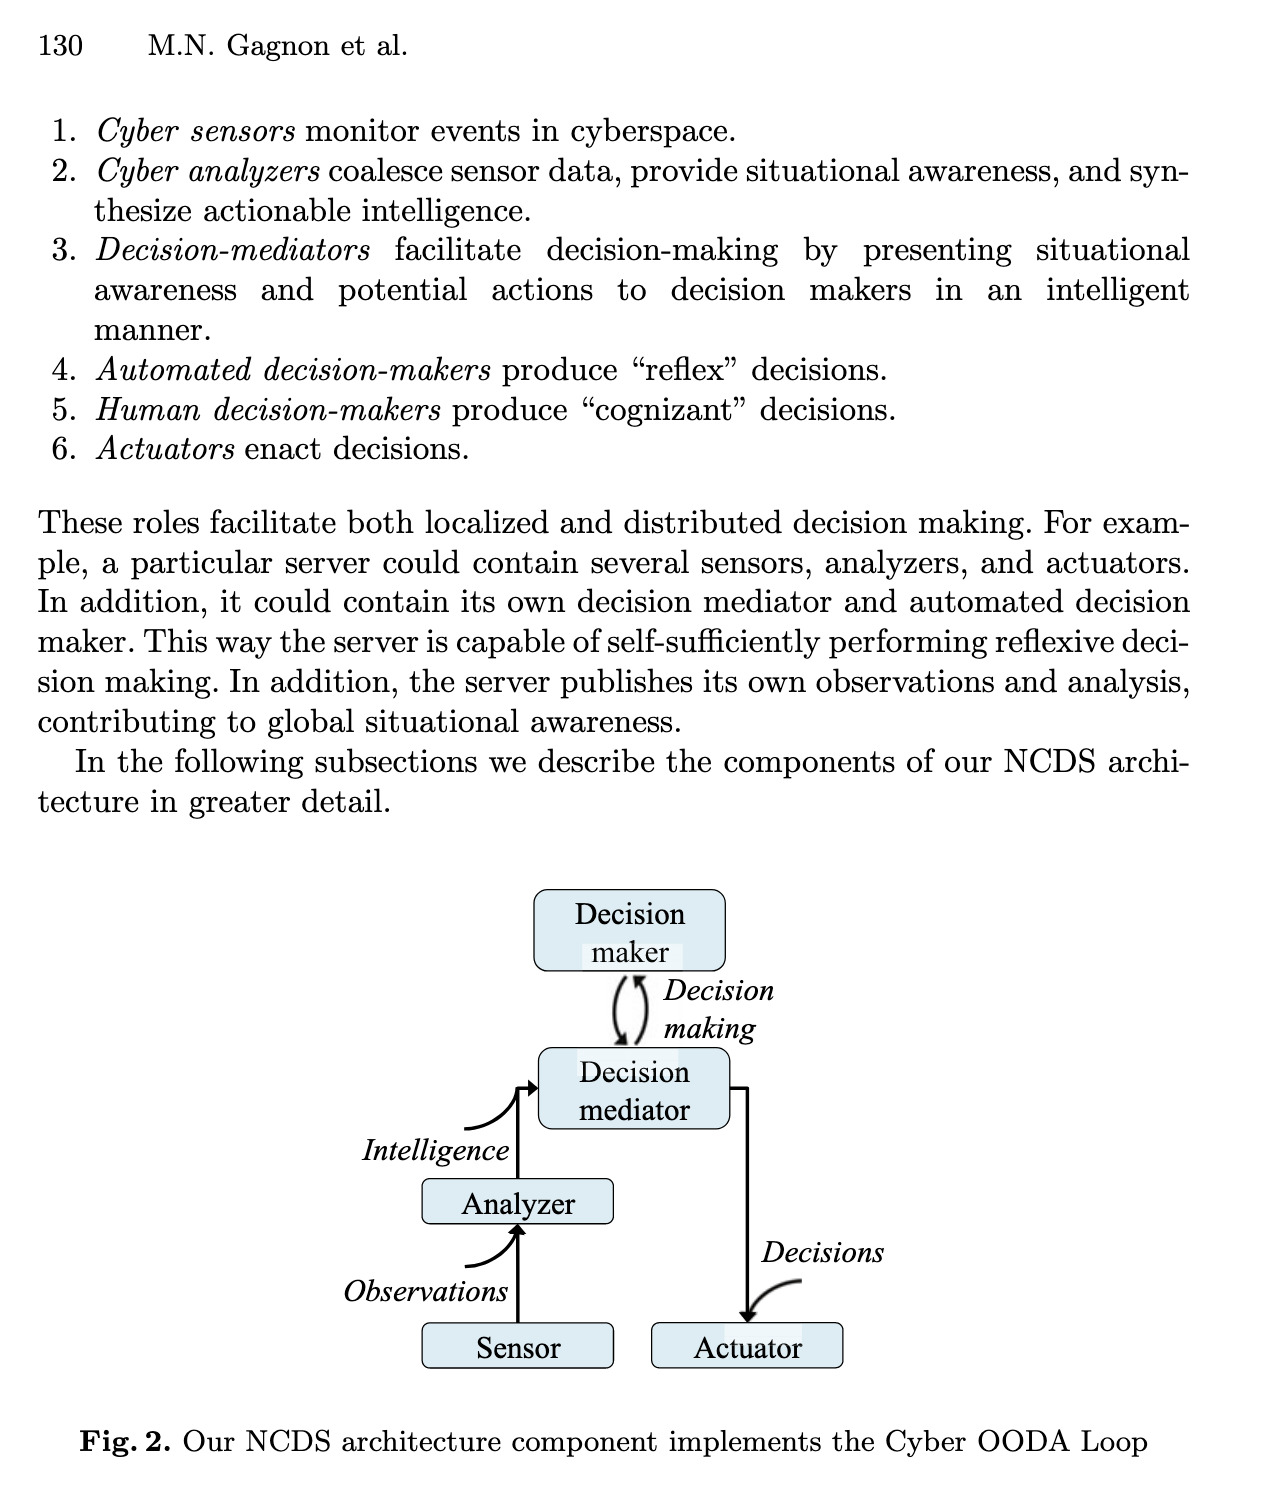 130 M.N. Gagnon et al.
1. Cyber sensors monitor events in cyberspace.
2. Cyber analyzers coalesce sensor data, provide situational awareness, and syn-
thesize actionable intelligence.
3. Decision-mediators facilitate decision-making by presenting situational
awareness and potential actions to decision makers in an intelligent
manner.
4. Automated decision-makers produce “reflex” decisions.
5. Human decision-makers produce “cognizant” decisions.
6. Actuators enact decisions.
These roles facilitate both localized and distributed decision making. For exam-
ple, a particular server could contain several sensors, analyzers, and actuators.
In addition, it could contain its own decision mediator and automated decision
maker. This way the server is capable of self-sufficiently performing reflexive deci-
sion making. In addition, the server publishes its own observations and analysis,
contributing to global situational awareness.
In the following subsections we describe the components of our NCDS archi-
tecture in greater detail.
Decision
maker
Decision
making
Decision
mediator
Intelligence
Analyzer
Decisions
Observations
Sensor
Actuator
Fig. 2. Our NCDS architecture component implements the Cyber OODA Loop